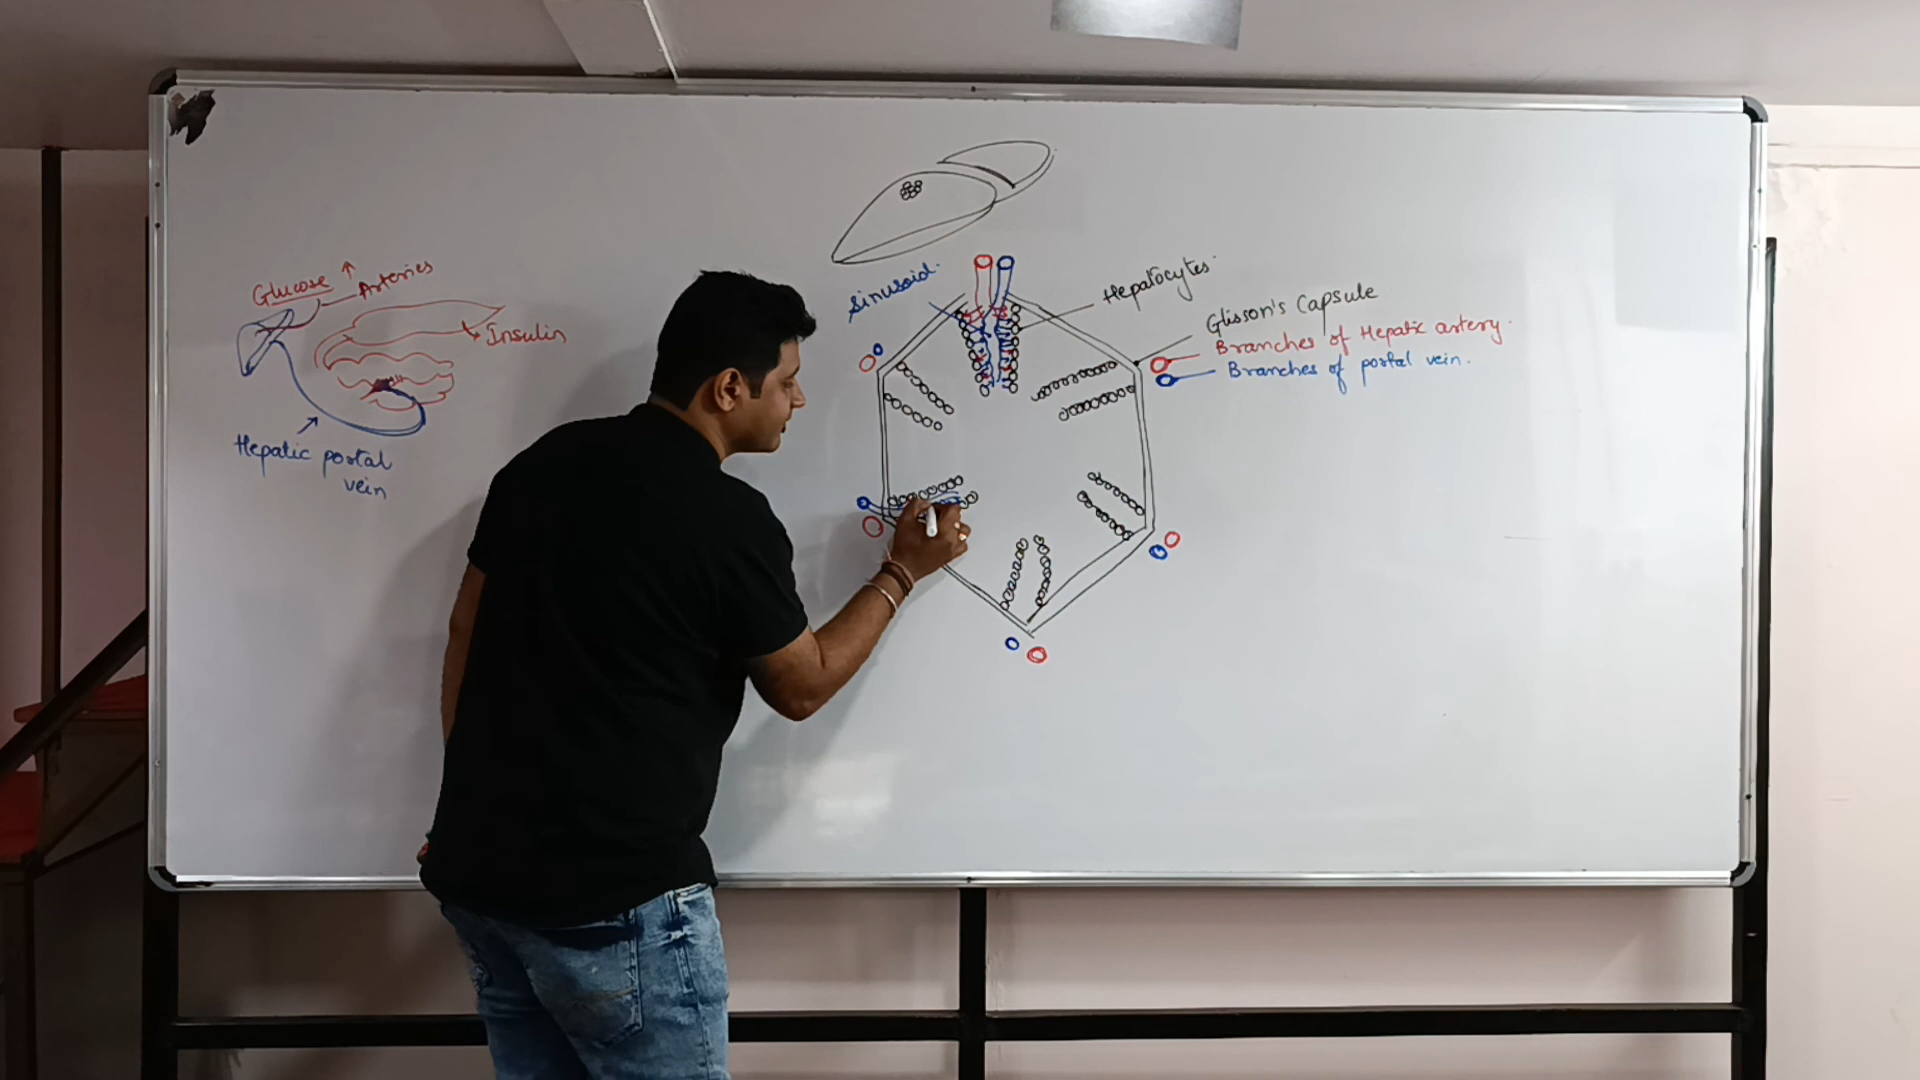 Glucose ↑
Arteries
Insulin
Hepatic portal
vein
Sinusoid.
Hepatocytes.
Glisson's Capsule
Branches of Hepatic artery.
Branches of portal vein.